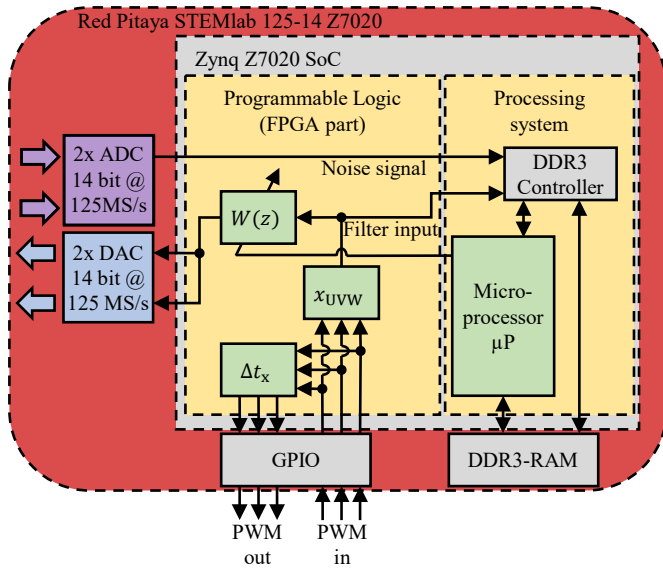 Red Pitaya STEMlab 125-14 Z7020
Zynq Z7020 SoC
Programmable Logic
(FPGA part)
Processing
system
2x ADC
14 bit @
125MS/s
Noise signal
DDR3
Controller
W(z)
Filter input
2x DAC
14 bit @
125 MS/s
x_UVW
Micro-
processor
µP
Δt_x
GPIO
DDR3-RAM
PWM
out
PWM
in